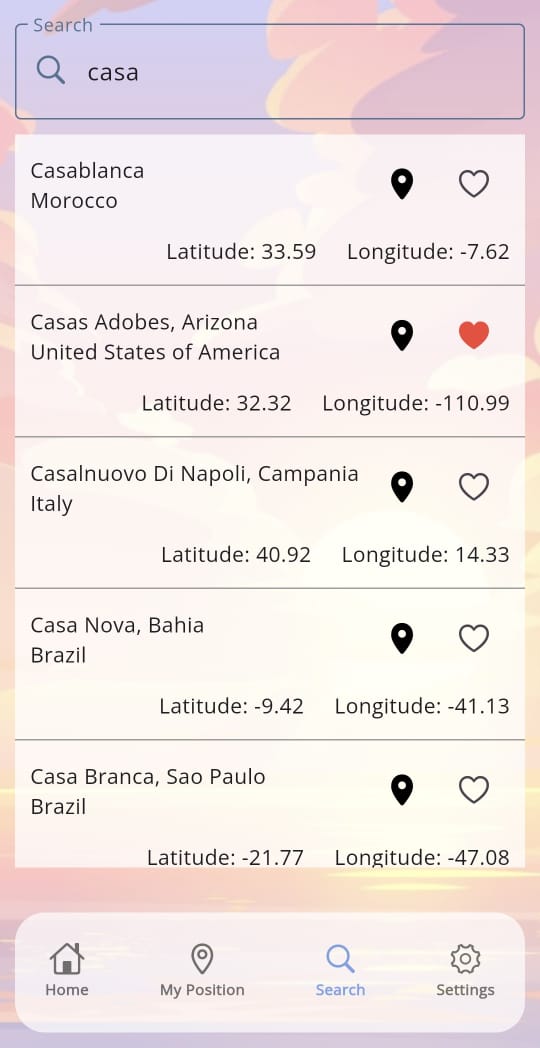 Search
casa
Casablanca
Morocco
Latitude: 33.59 Longitude: -7.62
Casas Adobes, Arizona
United States of America
Latitude: 32.32 Longitude: -110.99
Casalnuovo Di Napoli, Campania
Italy
Latitude: 40.92 Longitude: 14.33
Casa Nova, Bahia
Brazil
Latitude: -9.42 Longitude: -41.13
Casa Branca, Sao Paulo
Brazil
Latitude: -21.77 Longitude: -47.08
Home My Position Search Settings